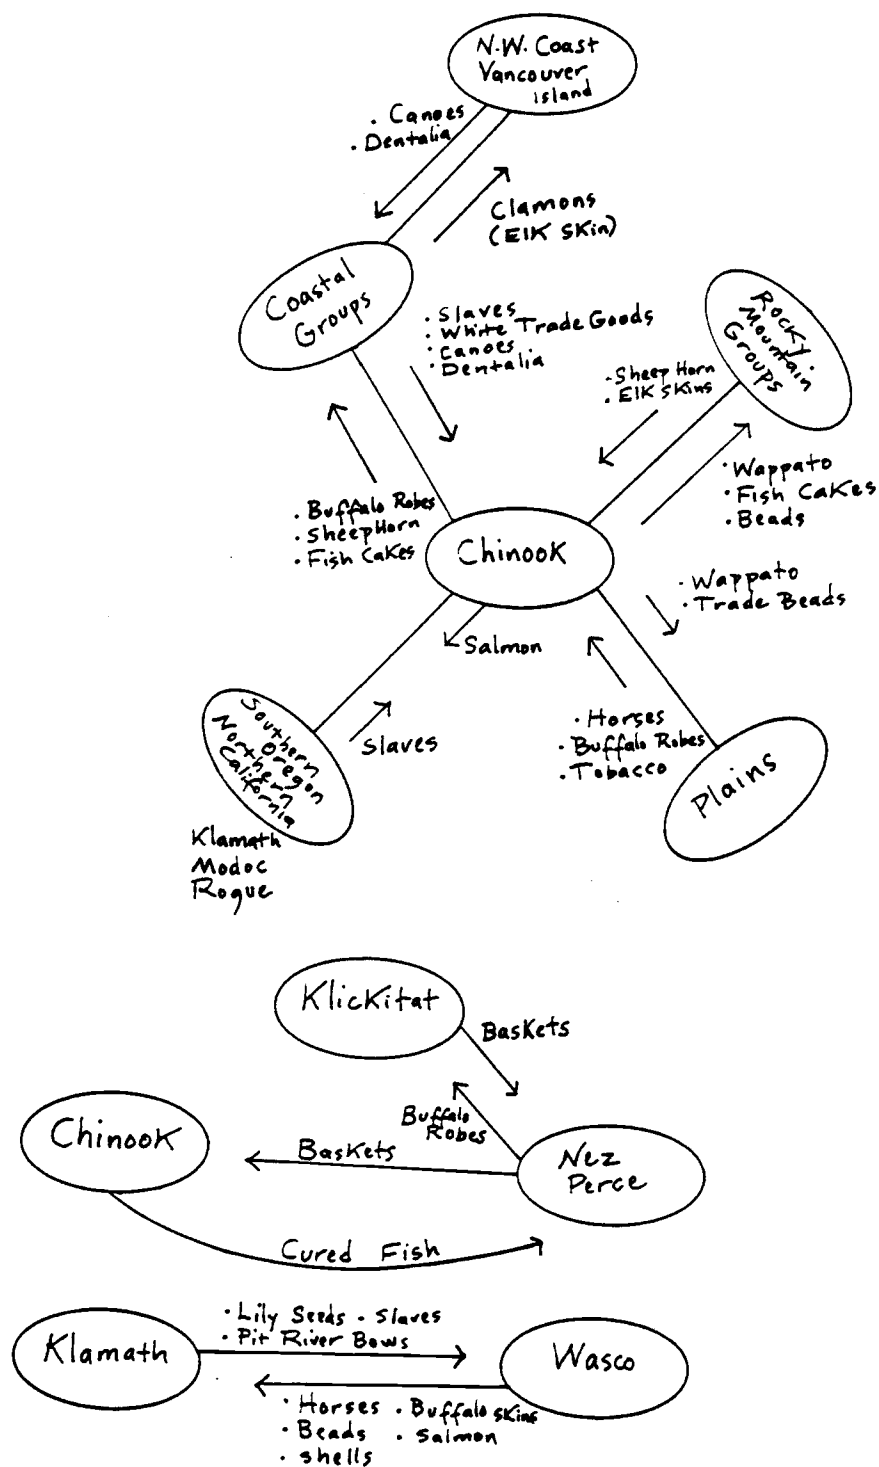 N.W. Coast
Vancouver
island
• Canoes
• Dentalia
Clamons
(Elk Skin)
Coastal
Groups
• Slaves
• White Trade Goods
• Canoes
• Dentalia
Rocky
Mountain
Groups
• Sheep Horn
• Elk Skins
• Wappato
• Fish Cakes
• Beads
• Buffalo Robes
• Sheep Horn
• Fish Cakes
Chinook
• Wappato
• Trade Beads
Salmon
Slaves
• Horses
• Buffalo Robes
• Tobacco
Southern
Oregon
Northern
California
Klamath
Modoc
Rogue
Plains
Klickitat
Baskets
Buffalo
Robes
Chinook
Baskets
Nez
Perce
Cured Fish
Klamath
• Lily Seeds • Slaves
• Pit River Bows
Wasco
• Horses • Buffalo Skins
• Beads • Salmon
• Shells